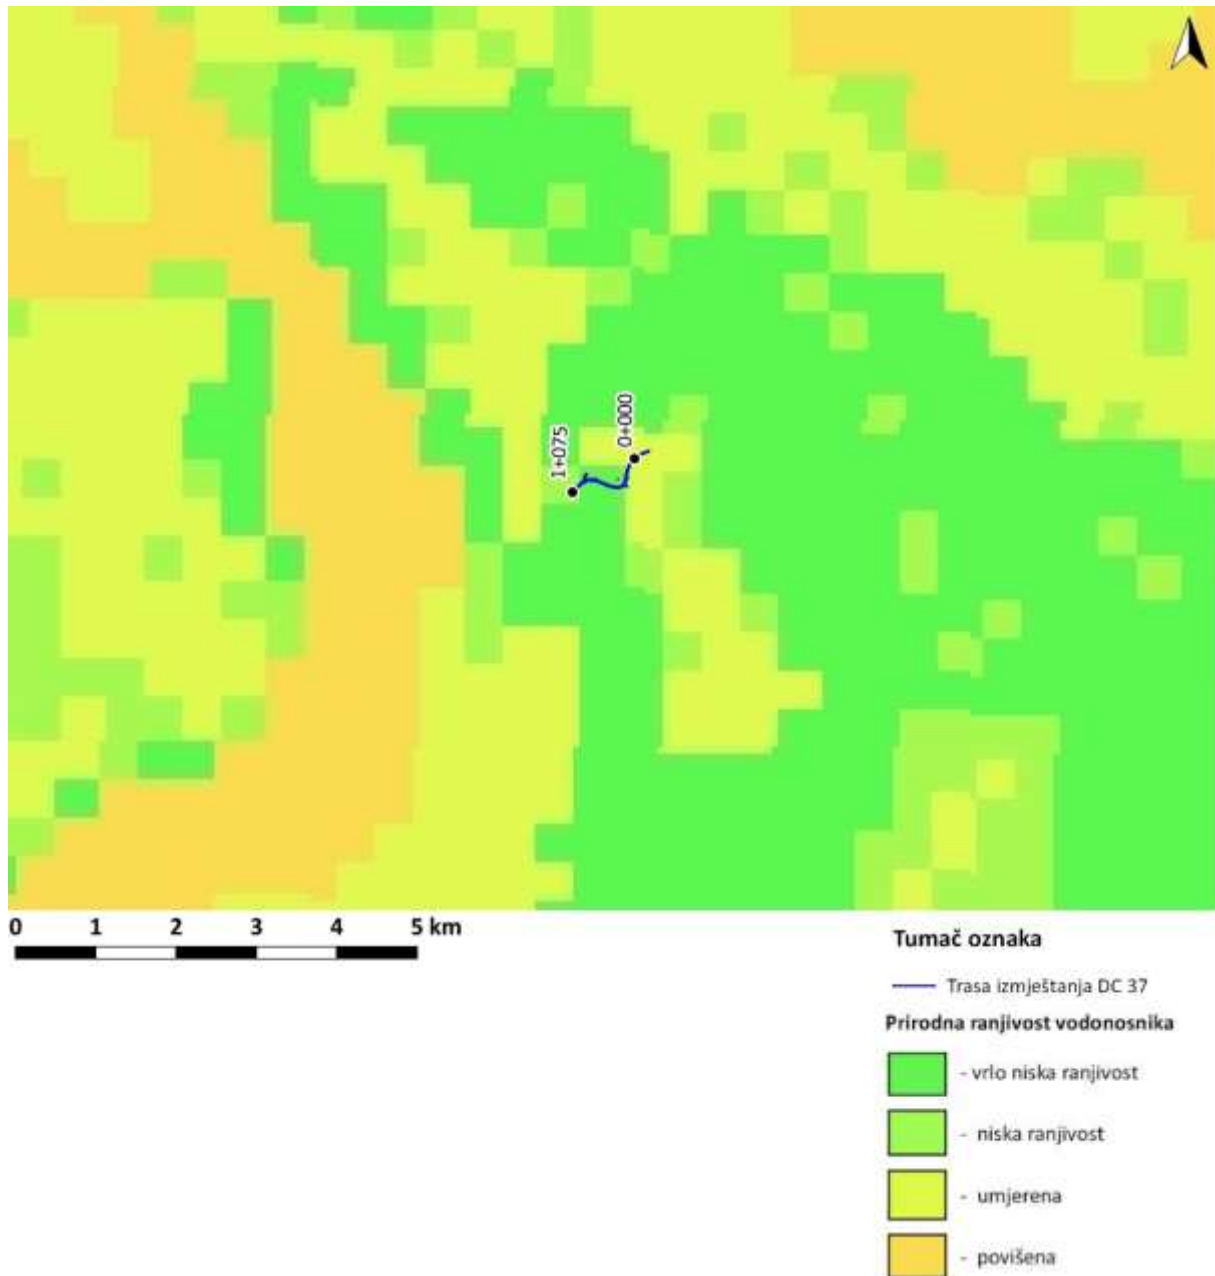 0+000
1+075
0 1 2 3 4 5 km
Tumač oznaka
Trasa izmještanja DC 37
Prirodna ranjivost vodonosnika
- vrlo niska ranjivost
- niska ranjivost
- umjerena
- povišena